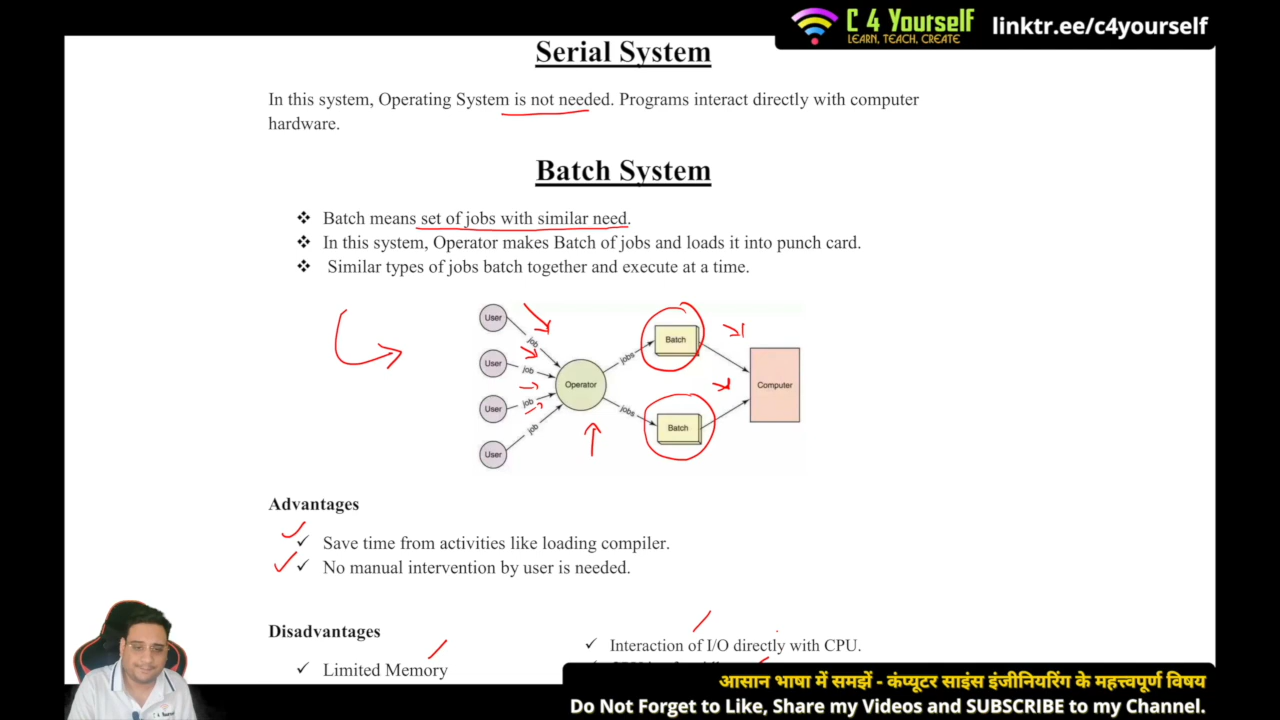 C 4 Yourself
LEARN, TEACH, CREATE
linktr.ee/c4yourself
Serial System
In this system, Operating System is not needed. Programs interact directly with computer
hardware.
Batch System
❖ Batch means set of jobs with similar need.
❖ In this system, Operator makes Batch of jobs and loads it into punch card.
❖ Similar types of jobs batch together and execute at a time.
User
job
User
job
User
job
User
job
Operator
jobs
Batch
jobs
Batch
Computer
Advantages
✓ Save time from activities like loading compiler.
✓ No manual intervention by user is needed.
Disadvantages
✓ Limited Memory
✓ Interaction of I/O directly with CPU.
आसान भाषा में समझें - कंप्यूटर साइंस इंजीनियरिंग के महत्त्वपूर्ण विषय
Do Not Forget to Like, Share my Videos and SUBSCRIBE to my Channel.